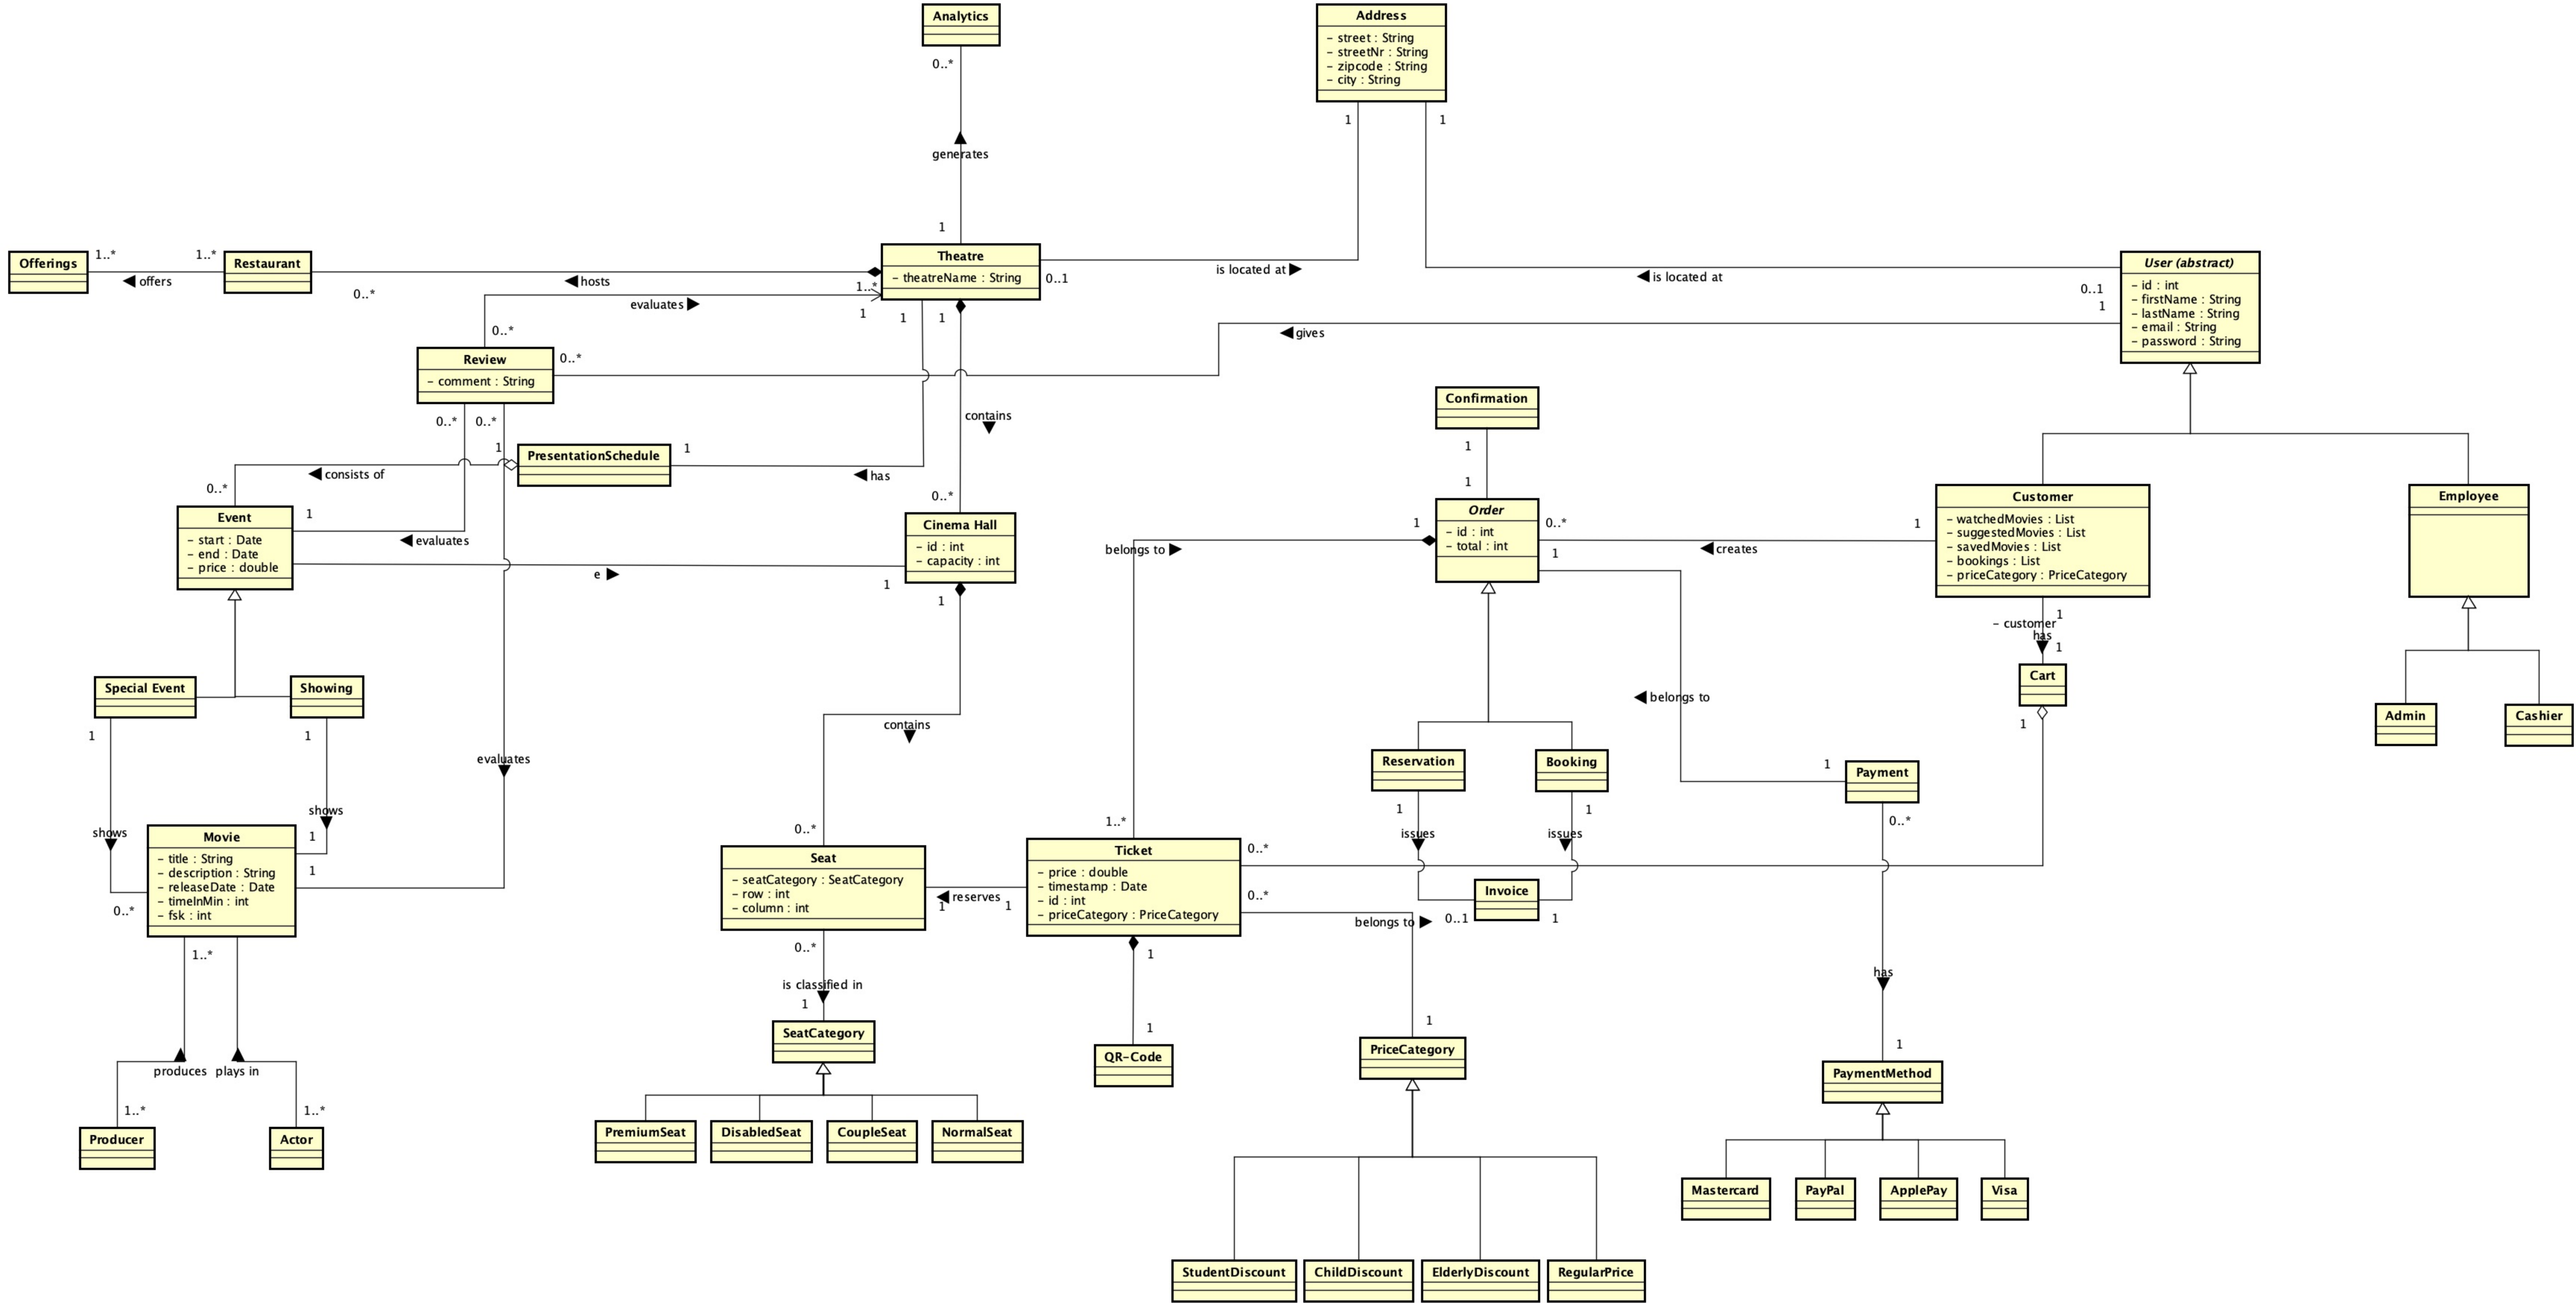 Analytics
0..*
generates
1
Address
- street : String
- streetNr : String
- zipcode : String
- city : String
1
1
Offerings
1..*
offers
1..*
Restaurant
0..*
hosts
1..*
Theatre
- theatreName : String
0..1
is located at
is located at
User (abstract)
- id : int
- firstName : String
- lastName : String
- email : String
- password : String
0..1
1
evaluates
1
1
1
gives
0..*
Review
- comment : String
0..*
0..*
0..*
contains
Confirmation
1
1
PresentationSchedule
1
1
has
consists of
0..*
0..*
Event
- start : Date
- end : Date
- price : double
1
evaluates
e
1
Cinema Hall
- id : int
- capacity : int
1
Order
- id : int
- total : int
1
belongs to
0..*
1
creates
1
Customer
- watchedMovies : List
- suggestedMovies : List
- savedMovies : List
- bookings : List
- priceCategory : PriceCategory
Employee
1
- customer
has
1
Cart
1
belongs to
Special Event
Showing
1
1
contains
evaluates
Admin
Cashier
Reservation
Booking
1
Payment
0..*
1
1
issues
issues
shows
shows
Movie
- title : String
- description : String
- releaseDate : Date
- timeInMin : int
- fsk : int
1
1
0..*
0..*
Seat
- seatCategory : SeatCategory
- row : int
- column : int
1..*
Ticket
- price : double
- timestamp : Date
- id : int
- priceCategory : PriceCategory
0..*
reserves
1
1
0..*
belongs to
Invoice
0..1
1
1..*
0..*
is classified in
1
1
1
has
1
1
SeatCategory
QR-Code
PriceCategory
PaymentMethod
produces
plays in
1..*
1..*
Producer
Actor
PremiumSeat
DisabledSeat
CoupleSeat
NormalSeat
Mastercard
PayPal
ApplePay
Visa
StudentDiscount
ChildDiscount
ElderlyDiscount
RegularPrice